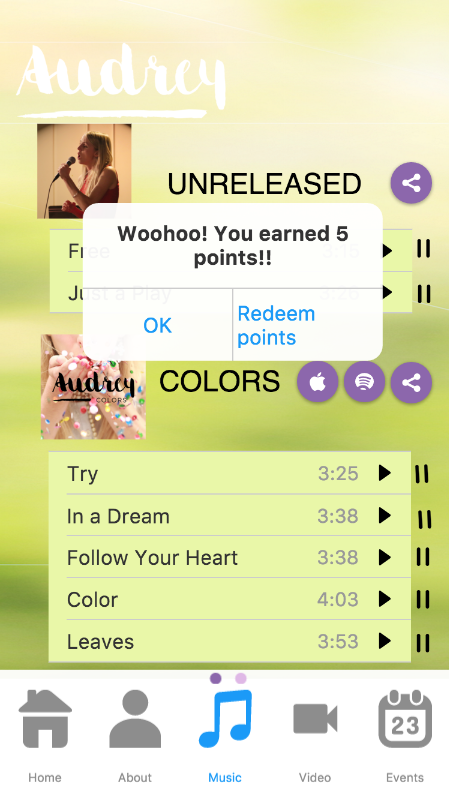 Audrey
UNRELEASED
Woohoo! You earned 5
points!!
Free
3:15
Just a Play
3:26
OK
Redeem
points
Audrey
COLORS
COLORS
Try 3:25
In a Dream 3:38
Follow Your Heart 3:38
Color 4:03
Leaves 3:53
23
Home About Music Video Events